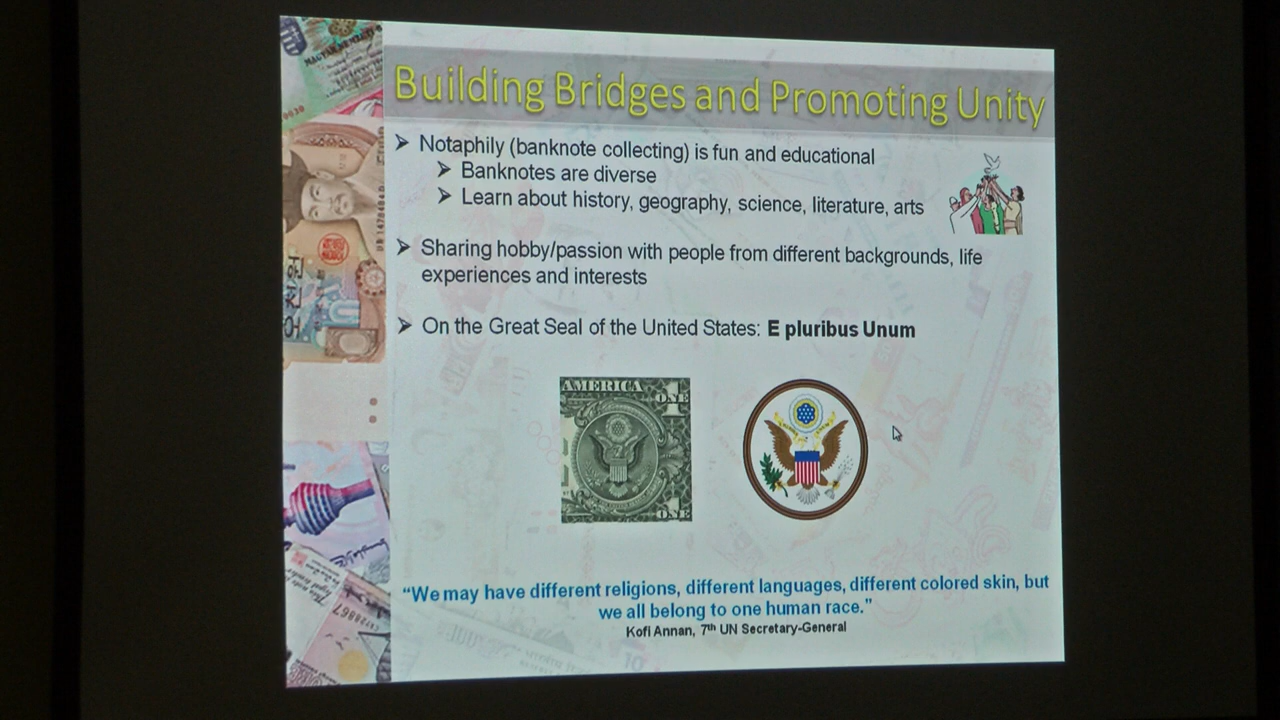 Building Bridges and Promoting Unity
Notaphily (banknote collecting) is fun and educational
Banknotes are diverse
Learn about history, geography, science, literature, arts
Sharing hobby/passion with people from different backgrounds, life
experiences and interests
On the Great Seal of the United States: E pluribus Unum
AMERICA
1
ONE
1
ONE
“We may have different religions, different languages, different colored skin, but
we all belong to one human race.”
Kofi Annan, 7th UN Secretary-General